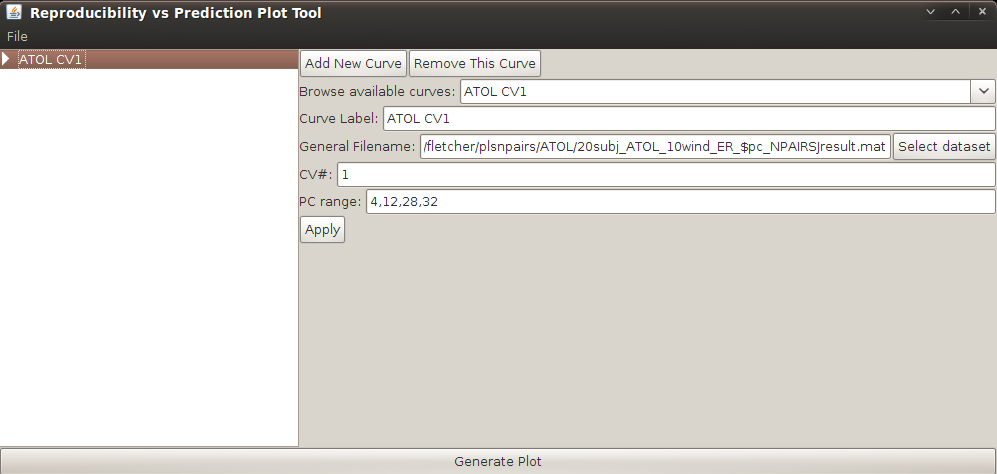 Reproducibility vs Prediction Plot Tool
File
ATOL CV1
Add New Curve Remove This Curve
Browse available curves: ATOL CV1
Curve Label: ATOL CV1
General Filename: /fletcher/plsnpairs/ATOL/20subj_ATOL_10wind_ER_$pc_NPAIRSJresult.mat Select dataset
CV#: 1
PC range: 4,12,28,32
Apply
Generate Plot